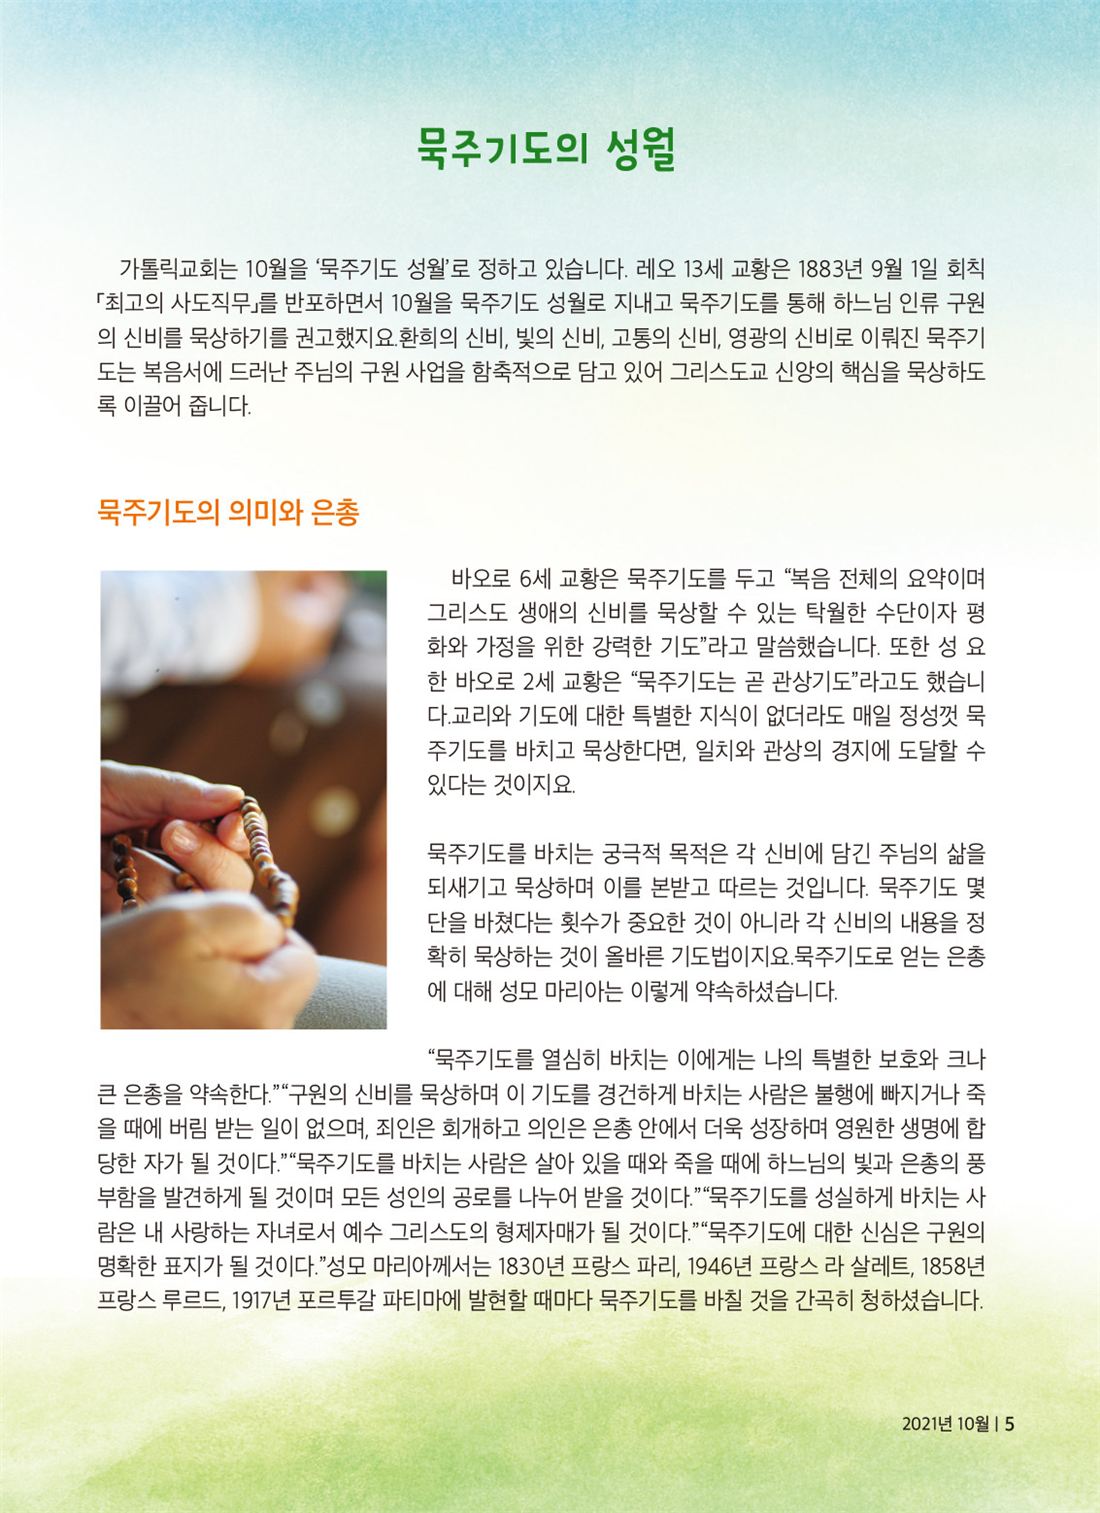 묵주기도의 성월
가톨릭교회는 10월을 ‘묵주기도 성월’로 정하고 있습니다. 레오 13세 교황은 1883년 9월 1일 회칙
「최고의 사도직무」를 반포하면서 10월을 묵주기도 성월로 지내고 묵주기도를 통해 하느님 인류 구원
의 신비를 묵상하기를 권고했지요.환희의 신비, 빛의 신비, 고통의 신비, 영광의 신비로 이뤄진 묵주기
도는 복음서에 드러난 주님의 구원 사업을 함축적으로 담고 있어 그리스도교 신앙의 핵심을 묵상하도
록 이끌어 줍니다.
묵주기도의 의미와 은총
바오로 6세 교황은 묵주기도를 두고 “복음 전체의 요약이며
그리스도 생애의 신비를 묵상할 수 있는 탁월한 수단이자 평
화와 가정을 위한 강력한 기도”라고 말씀했습니다. 또한 성 요
한 바오로 2세 교황은 “묵주기도는 곧 관상기도”라고도 했습니
다.교리와 기도에 대한 특별한 지식이 없더라도 매일 정성껏 묵
주기도를 바치고 묵상한다면, 일치와 관상의 경지에 도달할 수
있다는 것이지요.
묵주기도를 바치는 궁극적 목적은 각 신비에 담긴 주님의 삶을
되새기고 묵상하며 이를 본받고 따르는 것입니다. 묵주기도 몇
단을 바쳤다는 횟수가 중요한 것이 아니라 각 신비의 내용을 정
확히 묵상하는 것이 올바른 기도법이지요.묵주기도로 얻는 은총
에 대해 성모 마리아는 이렇게 약속하셨습니다.
“묵주기도를 열심히 바치는 이에게는 나의 특별한 보호와 크나
큰 은총을 약속한다.”“구원의 신비를 묵상하며 이 기도를 경건하게 바치는 사람은 불행에 빠지거나 죽
을 때에 버림 받는 일이 없으며, 죄인은 회개하고 의인은 은총 안에서 더욱 성장하며 영원한 생명에 합
당한 자가 될 것이다.”“묵주기도를 바치는 사람은 살아 있을 때와 죽을 때에 하느님의 빛과 은총의 풍
부함을 발견하게 될 것이며 모든 성인의 공로를 나누어 받을 것이다.”“묵주기도를 성실하게 바치는 사
람은 내 사랑하는 자녀로서 예수 그리스도의 형제자매가 될 것이다.”“묵주기도에 대한 신심은 구원의
명확한 표지가 될 것이다.”성모 마리아께서는 1830년 프랑스 파리, 1946년 프랑스 라 살레트, 1858년
프랑스 루르드, 1917년 포르투갈 파티마에 발현할 때마다 묵주기도를 바칠 것을 간곡히 청하셨습니다.
2021년 10월 | 5